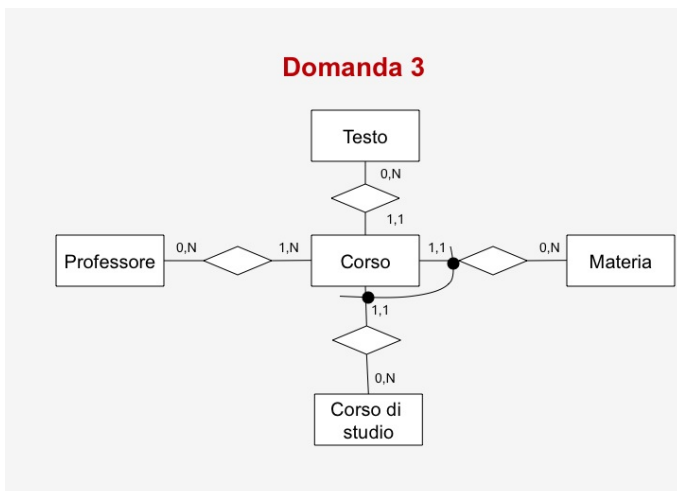 Domanda 3
Testo
0,N
1,1
Professore
0,N
1,N
Corso
1,1
0,N
Materia
1,1
0,N
Corso di
studio